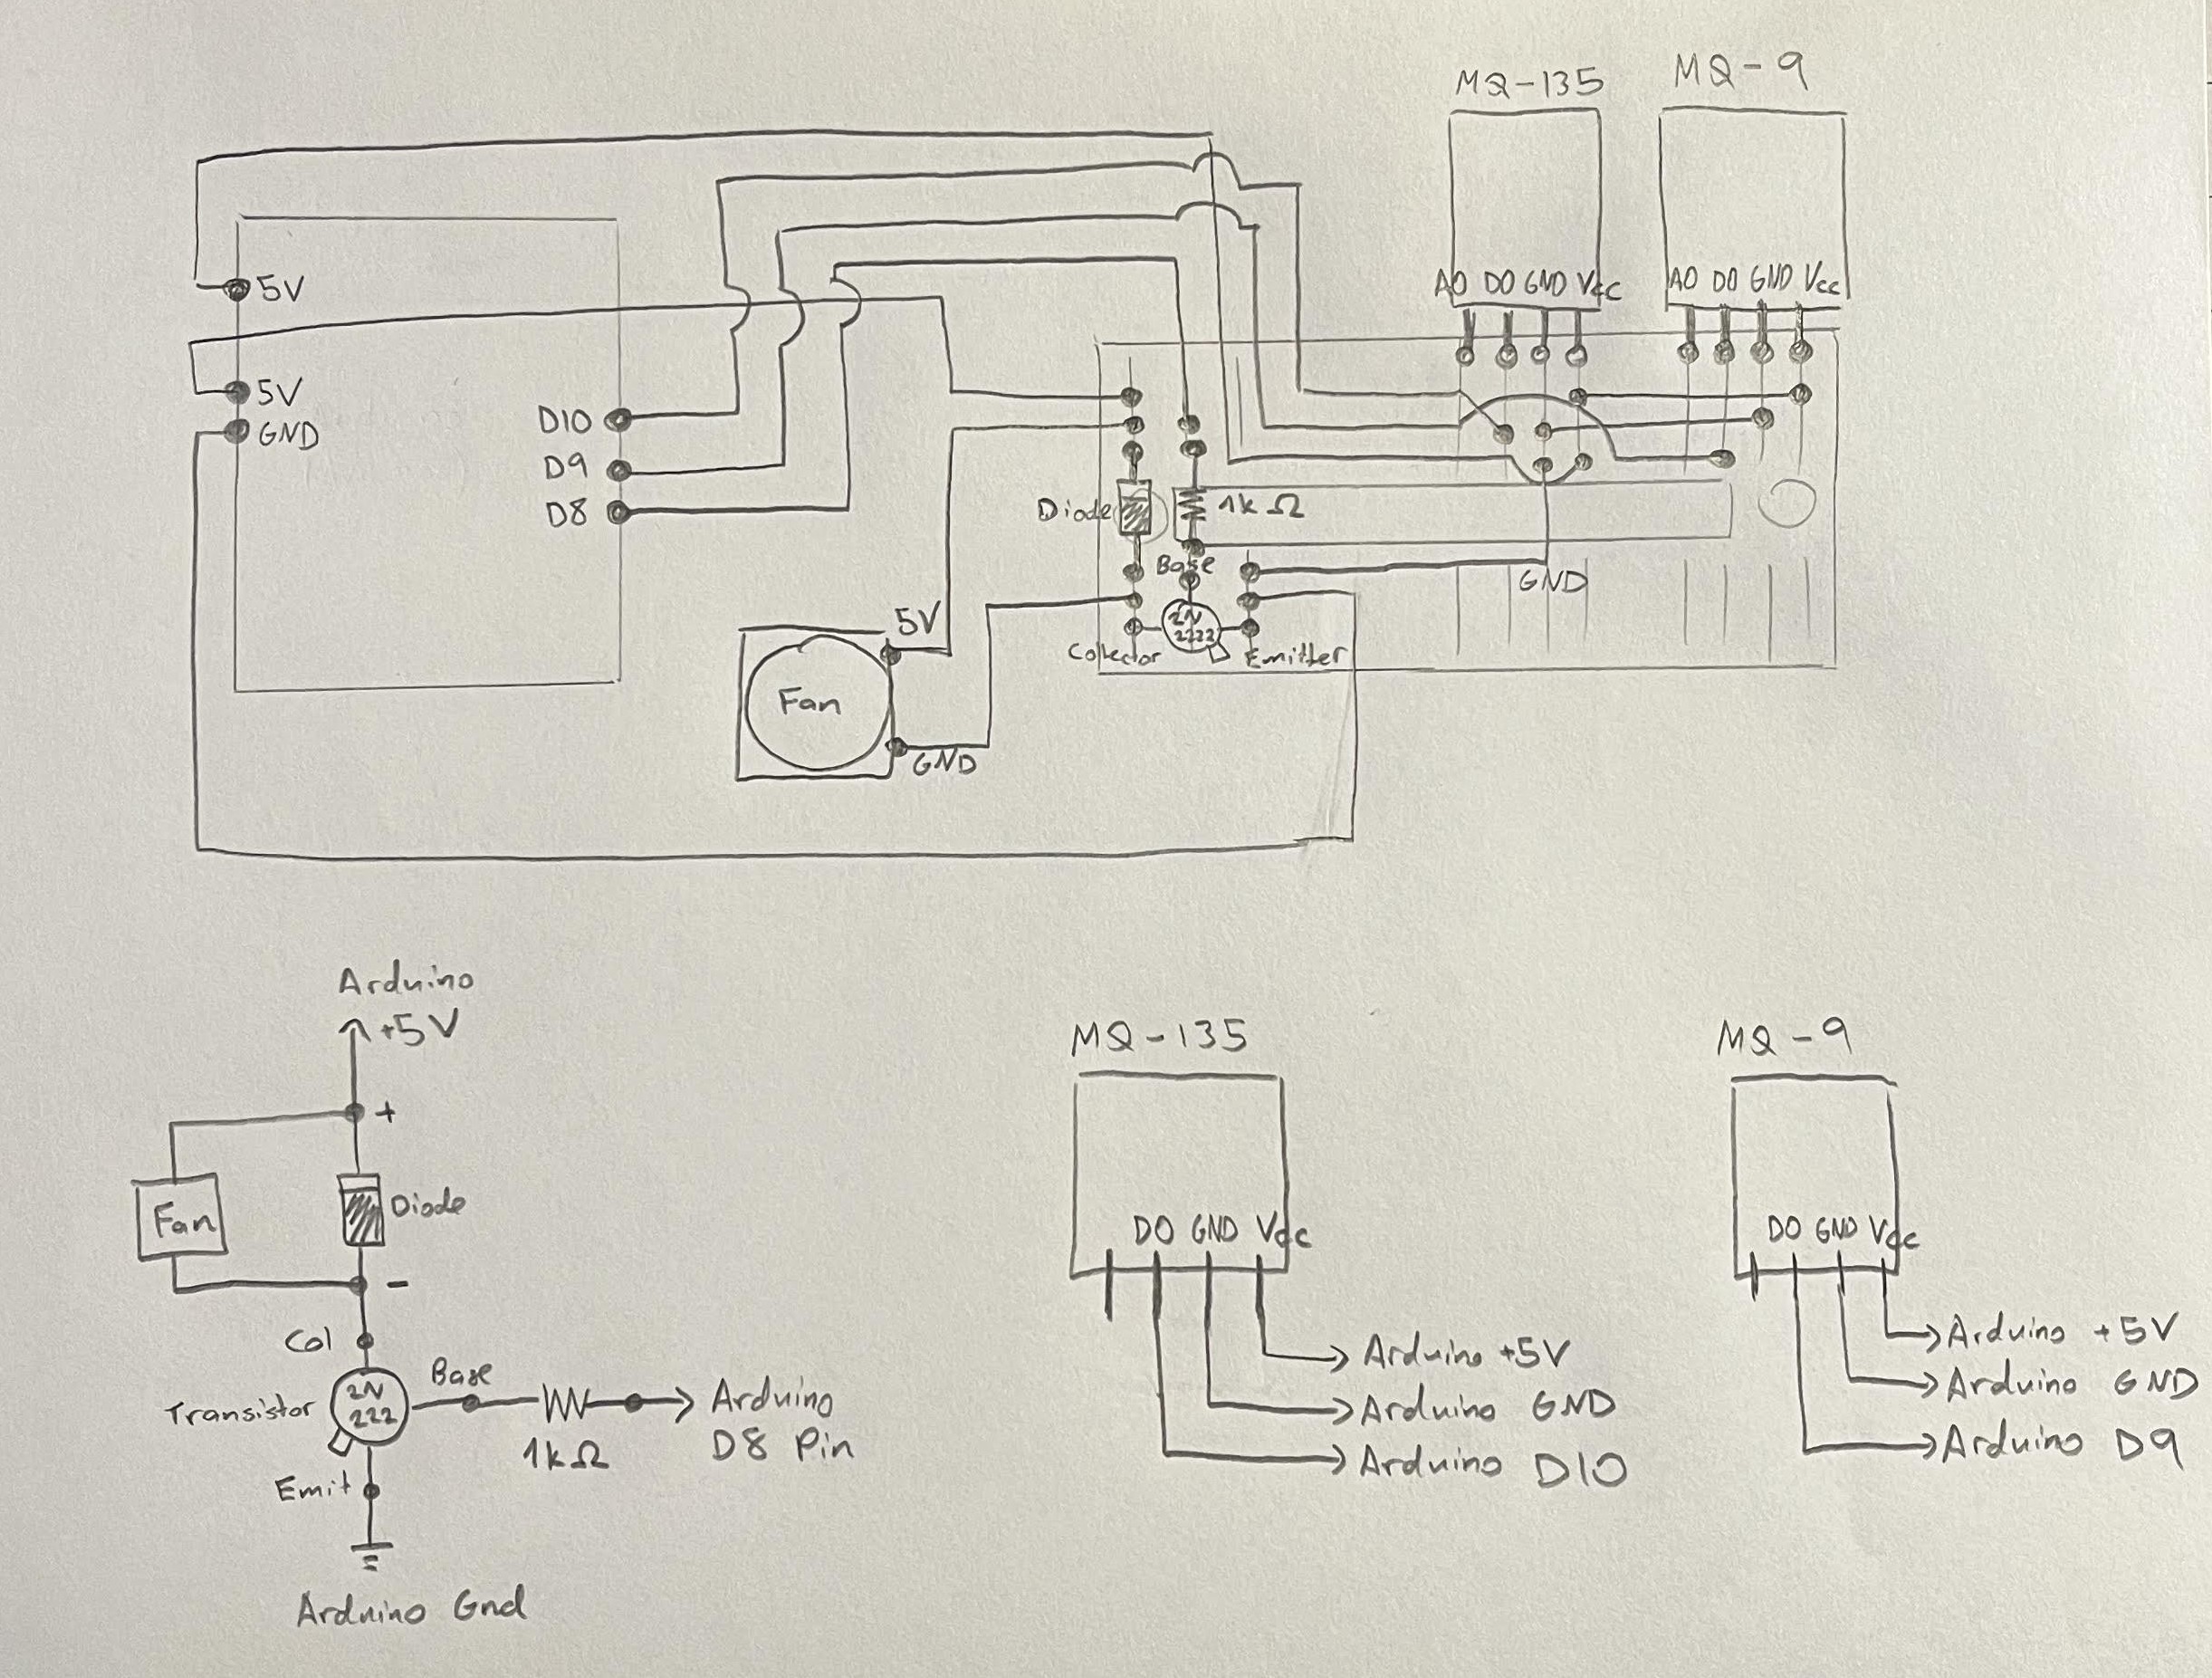 MQ-135
MQ-9
5V
5V
GND
D10
D9
D8
AO DO GND Vcc
AO DO GND Vcc
Diode
1k Ω
Base
2N
2222
Collector
Emitter
GND
5V
Fan
GND
Arduino
+5V
+
Fan
Diode
-
Col
Transistor
2N
222
Base
1k Ω
Arduino
D8 Pin
Emit
Arduino Gnd
MQ-135
DO GND Vcc
Arduino +5V
Arduino GND
Arduino D10
MQ-9
DO GND Vcc
Arduino +5V
Arduino GND
Arduino D9